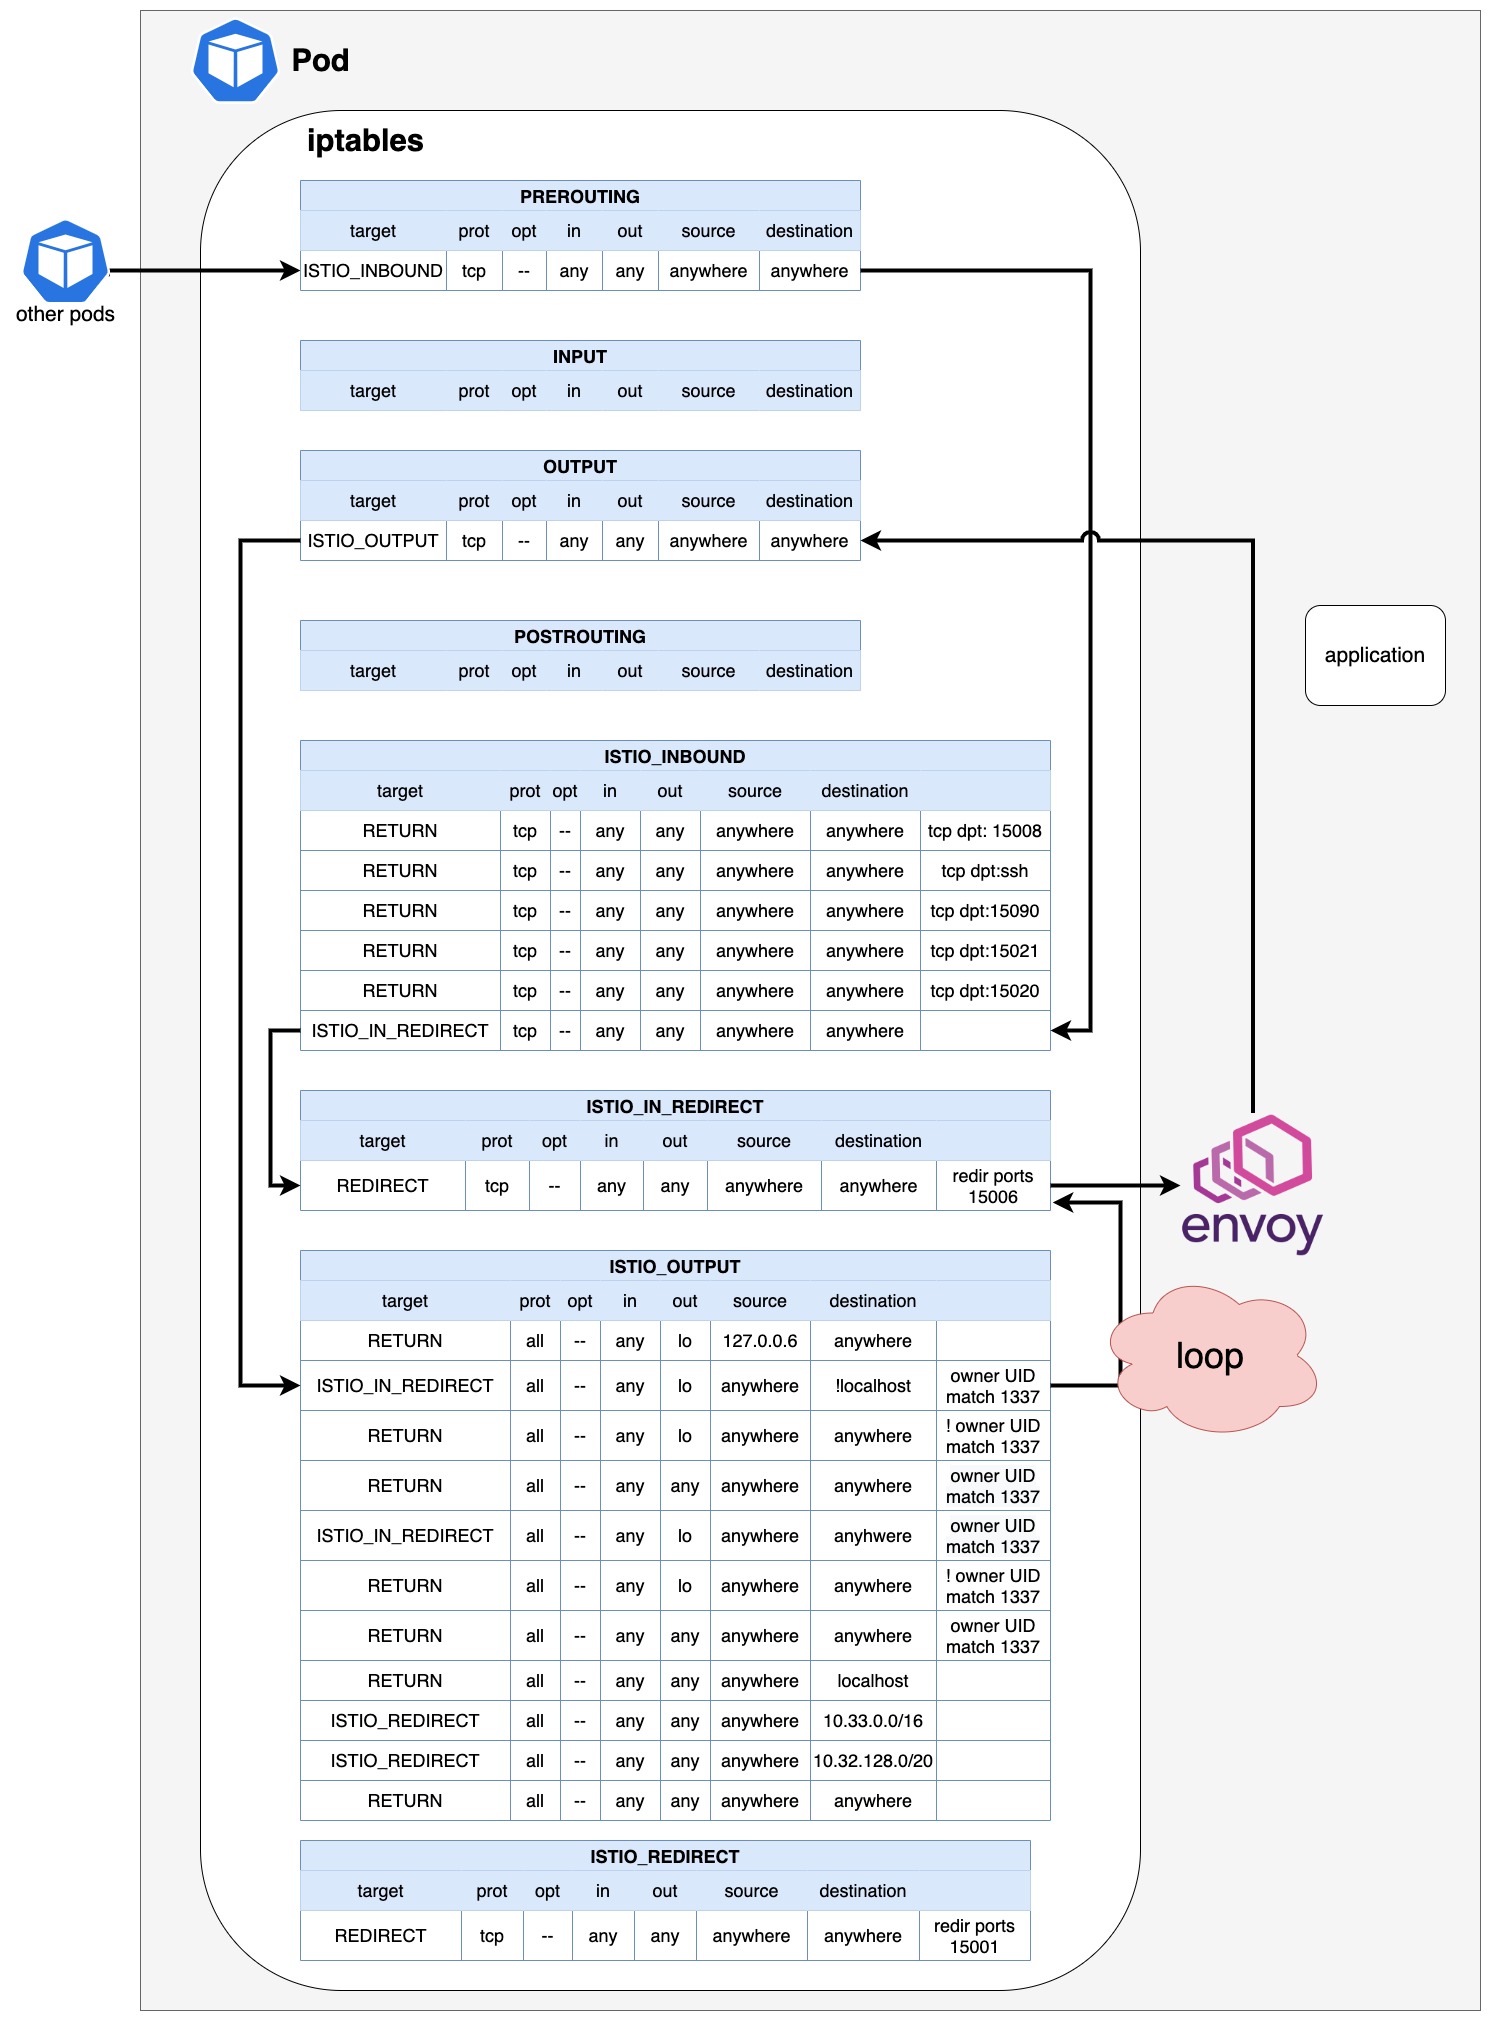 Pod
iptables
PREROUTING
target prot opt in out source destination
ISTIO_INBOUND tcp -- any any anywhere anywhere
other pods
INPUT
target prot opt in out source destination
OUTPUT
target prot opt in out source destination
ISTIO_OUTPUT tcp -- any any anywhere anywhere
POSTROUTING
target prot opt in out source destination
application
ISTIO_INBOUND
target prot opt in out source destination
RETURN tcp -- any any anywhere anywhere tcp dpt: 15008
RETURN tcp -- any any anywhere anywhere tcp dpt:ssh
RETURN tcp -- any any anywhere anywhere tcp dpt:15090
RETURN tcp -- any any anywhere anywhere tcp dpt:15021
RETURN tcp -- any any anywhere anywhere tcp dpt:15020
ISTIO_IN_REDIRECT tcp -- any any anywhere anywhere
ISTIO_IN_REDIRECT
target prot opt in out source destination
REDIRECT tcp -- any any anywhere anywhere redir ports
15006
envoy
ISTIO_OUTPUT
target prot opt in out source destination
RETURN all -- any lo 127.0.0.6 anywhere
ISTIO_IN_REDIRECT all -- any lo anywhere !localhost owner UID
match 1337
loop
RETURN all -- any lo anywhere anywhere ! owner UID
match 1337
RETURN all -- any any anywhere anywhere owner UID
match 1337
ISTIO_IN_REDIRECT all -- any lo anywhere anyhwere owner UID
match 1337
RETURN all -- any lo anywhere anywhere ! owner UID
match 1337
RETURN all -- any any anywhere anywhere owner UID
match 1337
RETURN all -- any any anywhere localhost
ISTIO_REDIRECT all -- any any anywhere 10.33.0.0/16
ISTIO_REDIRECT all -- any any anywhere 10.32.128.0/20
RETURN all -- any any anywhere anywhere
ISTIO_REDIRECT
target prot opt in out source destination
REDIRECT tcp -- any any anywhere anywhere redir ports
15001